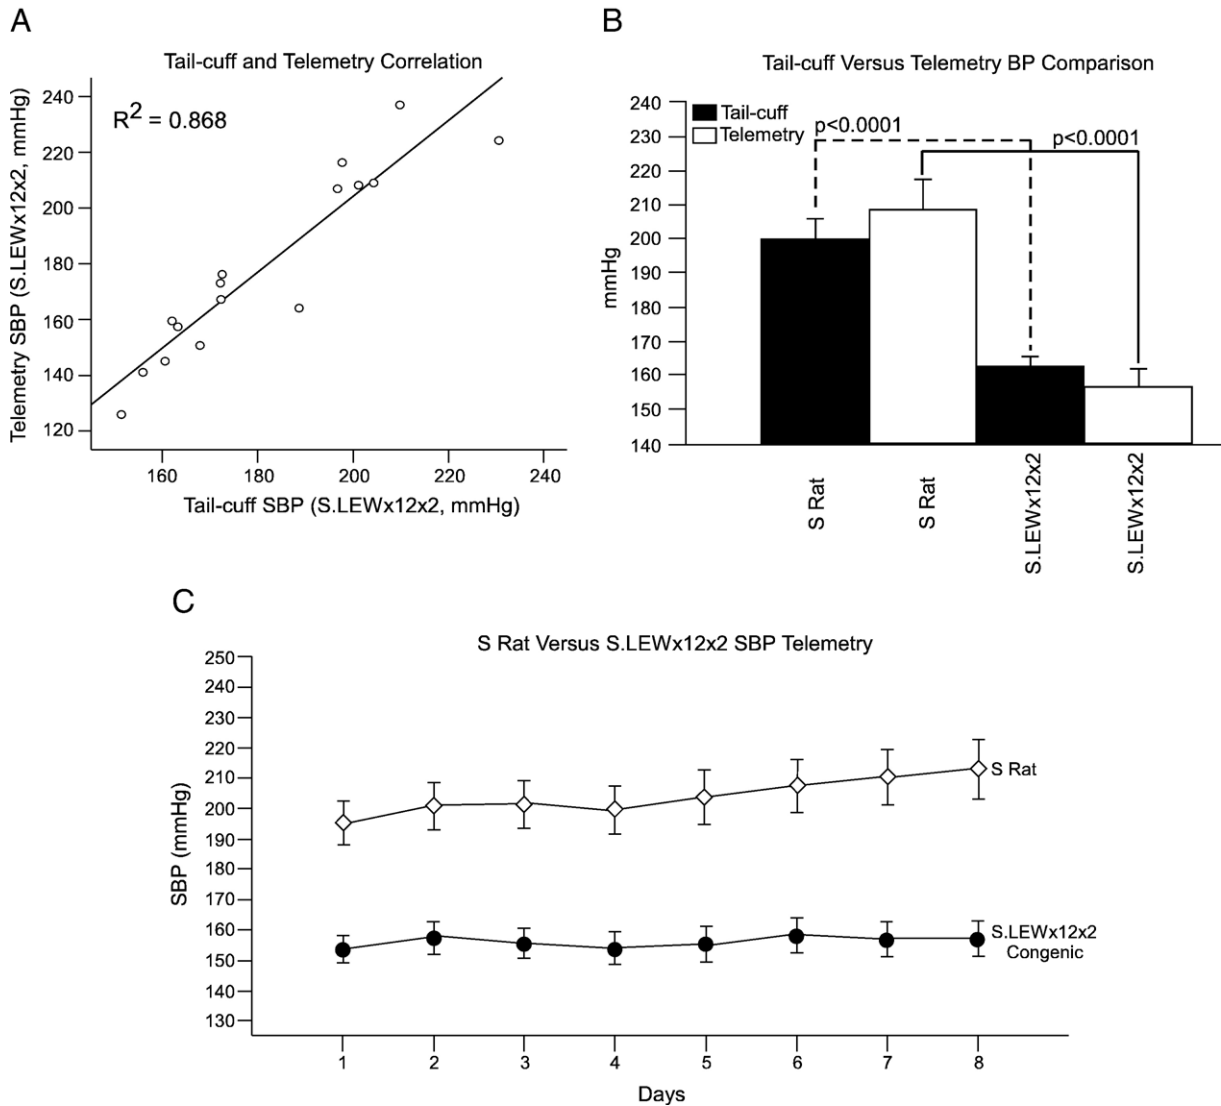 A
Tail-cuff and Telemetry Correlation
R2 = 0.868
Telemetry SBP (S.LEWx12x2, mmHg)
240
220
200
180
160
140
120
160
180
200
220
240
Tail-cuff SBP (S.LEWx12x2, mmHg)
B
Tail-cuff Versus Telemetry BP Comparison
Tail-cuff
Telemetry
p<0.0001
p<0.0001
mmHg
240
230
220
210
200
190
180
170
160
150
140
S Rat
S Rat
S.LEWx12x2
S.LEWx12x2
C
S Rat Versus S.LEWx12x2 SBP Telemetry
SBP (mmHg)
250
240
230
220
210
200
190
180
170
160
150
140
130
S Rat
S.LEWx12x2
Congenic
1
2
3
4
5
6
7
8
Days